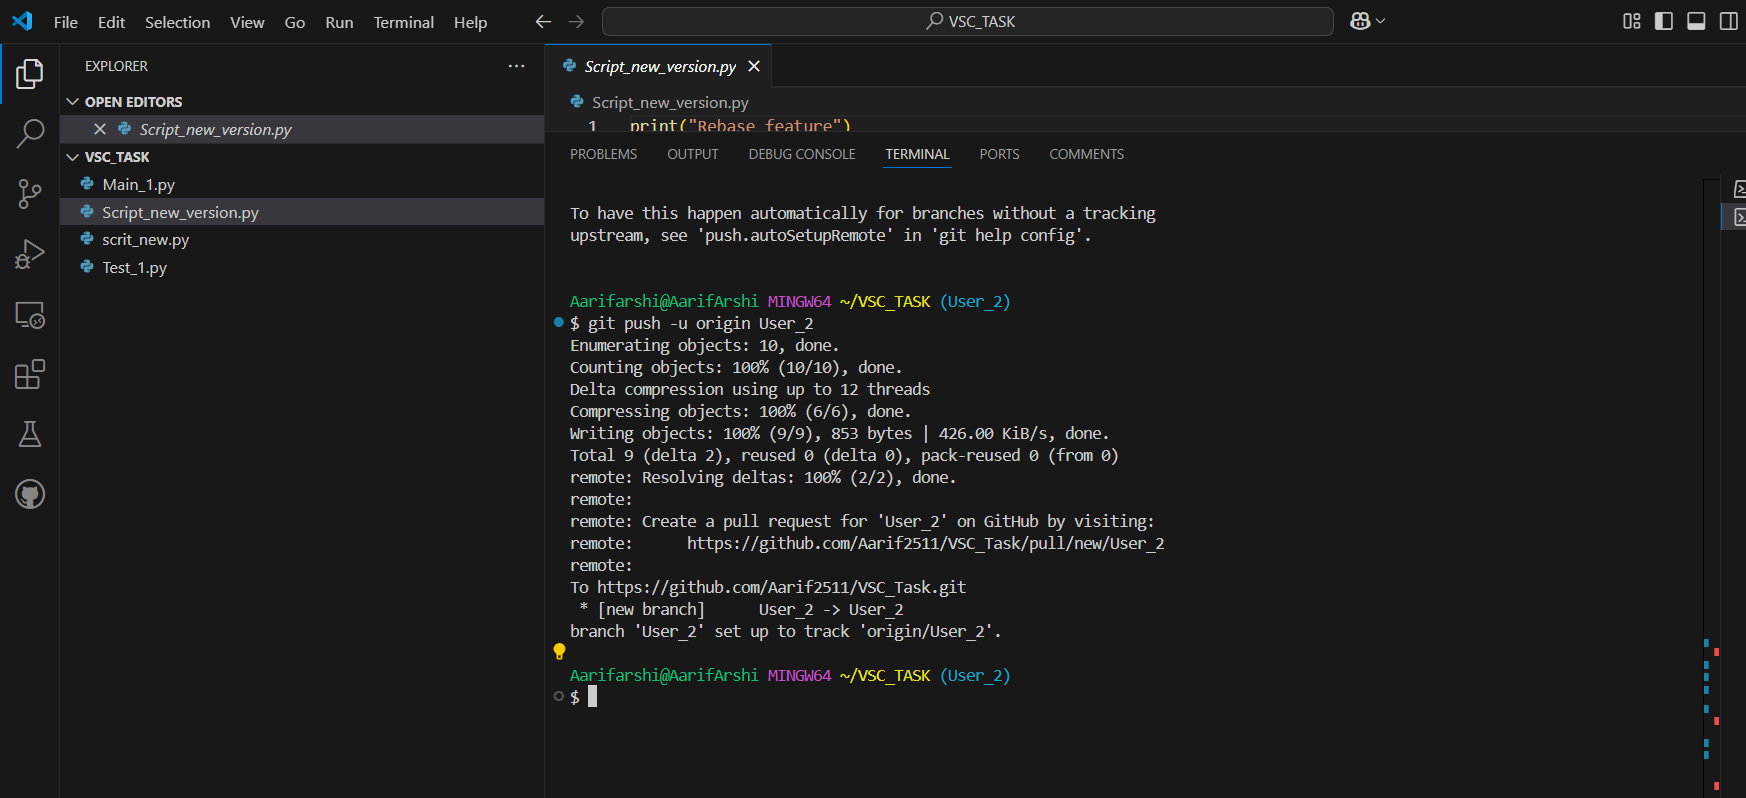 File Edit Selection View Go Run Terminal Help
VSC_TASK
EXPLORER
OPEN EDITORS
Script_new_version.py
VSC_TASK
Main_1.py
Script_new_version.py
scrit_new.py
Test_1.py
Script_new_version.py
Script_new_version.py
1 print("Rebase feature")
PROBLEMS OUTPUT DEBUG CONSOLE TERMINAL PORTS COMMENTS
To have this happen automatically for branches without a tracking
upstream, see 'push.autoSetupRemote' in 'git help config'.
Aarifarshi@AarifArshi MINGW64 ~/VSC_TASK (User_2)
$ git push -u origin User_2
Enumerating objects: 10, done.
Counting objects: 100% (10/10), done.
Delta compression using up to 12 threads
Compressing objects: 100% (6/6), done.
Writing objects: 100% (9/9), 853 bytes | 426.00 KiB/s, done.
Total 9 (delta 2), reused 0 (delta 0), pack-reused 0 (from 0)
remote: Resolving deltas: 100% (2/2), done.
remote:
remote: Create a pull request for 'User_2' on GitHub by visiting:
remote:      https://github.com/Aarif2511/VSC_Task/pull/new/User_2
remote:
To https://github.com/Aarif2511/VSC_Task.git
 * [new branch]      User_2 -> User_2
branch 'User_2' set up to track 'origin/User_2'.
Aarifarshi@AarifArshi MINGW64 ~/VSC_TASK (User_2)
$